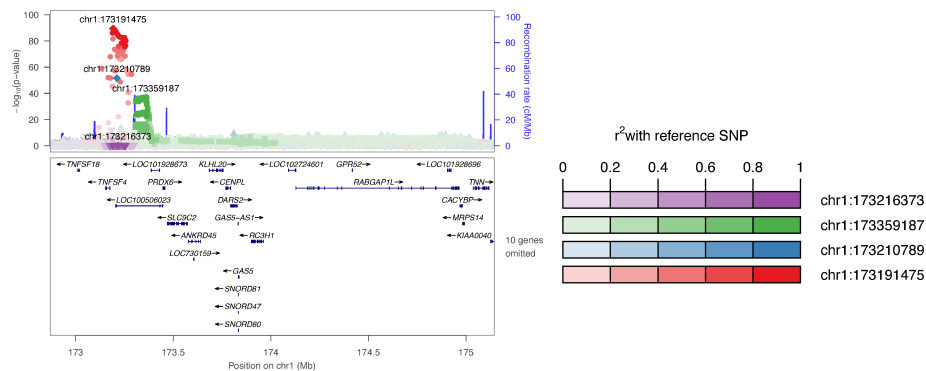 chr1:173191475
chr1:173210789
chr1:173359187
chr1:173216373
100
80
60
40
20
0
− log10(p−value)
100
80
60
40
20
0
Recombination rate (cM/Mb)
←TNFSF18 ←LOC101928673 KLHL20→ ←LOC102724601 GPR52→ ←LOC101928696
←TNFSF4 PRDX6→ ←CENPL RABGAP1L→ TNN→
←LOC100506023 DARS2→ CACYBP→
←SLC9C2 GAS5−AS1→ ←MRPS14
←ANKRD45 ←RC3H1 ←KIAA0040
LOC730159→
←GAS5
←SNORD81
←SNORD47
←SNORD80
10 genes
omitted
173 173.5 174 174.5 175
Position on chr1 (Mb)
r2with reference SNP
0 0.2 0.4 0.6 0.8 1
chr1:173216373
chr1:173359187
chr1:173210789
chr1:173191475